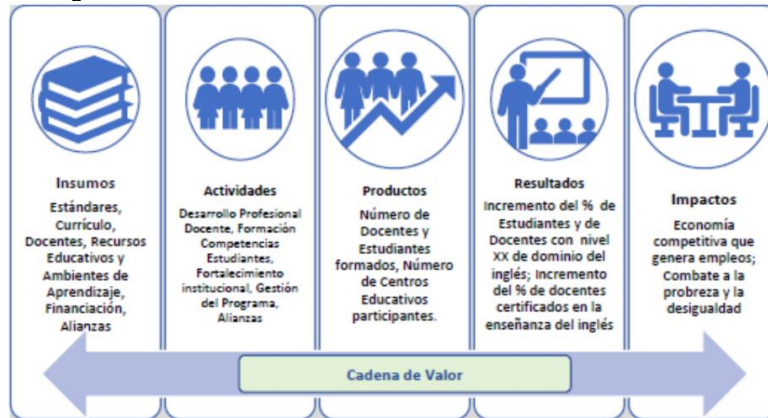 Insumos
Estándares,
Currículo,
Docentes, Recursos
Educativos y
Ambientes de
Aprendizaje,
Financiación,
Alianzas
Actividades
Desarrollo Profesional
Docente, Formación
Competencias
Estudiantes,
Fortalecimiento
institucional, Gestión
del Programa,
Alianzas
Productos
Número de
Docentes y
Estudiantes
formados, Número
de Centros
Educativos
participantes.
Resultados
Incremento del % de
Estudiantes y de
Docentes con nivel
XX de dominio del
inglés; Incremento
del % de docentes
certificados en la
enseñanza del inglés
Impactos
Economía
competitiva que
genera empleos;
Combate a la
probreza y la
desigualdad
Cadena de Valor